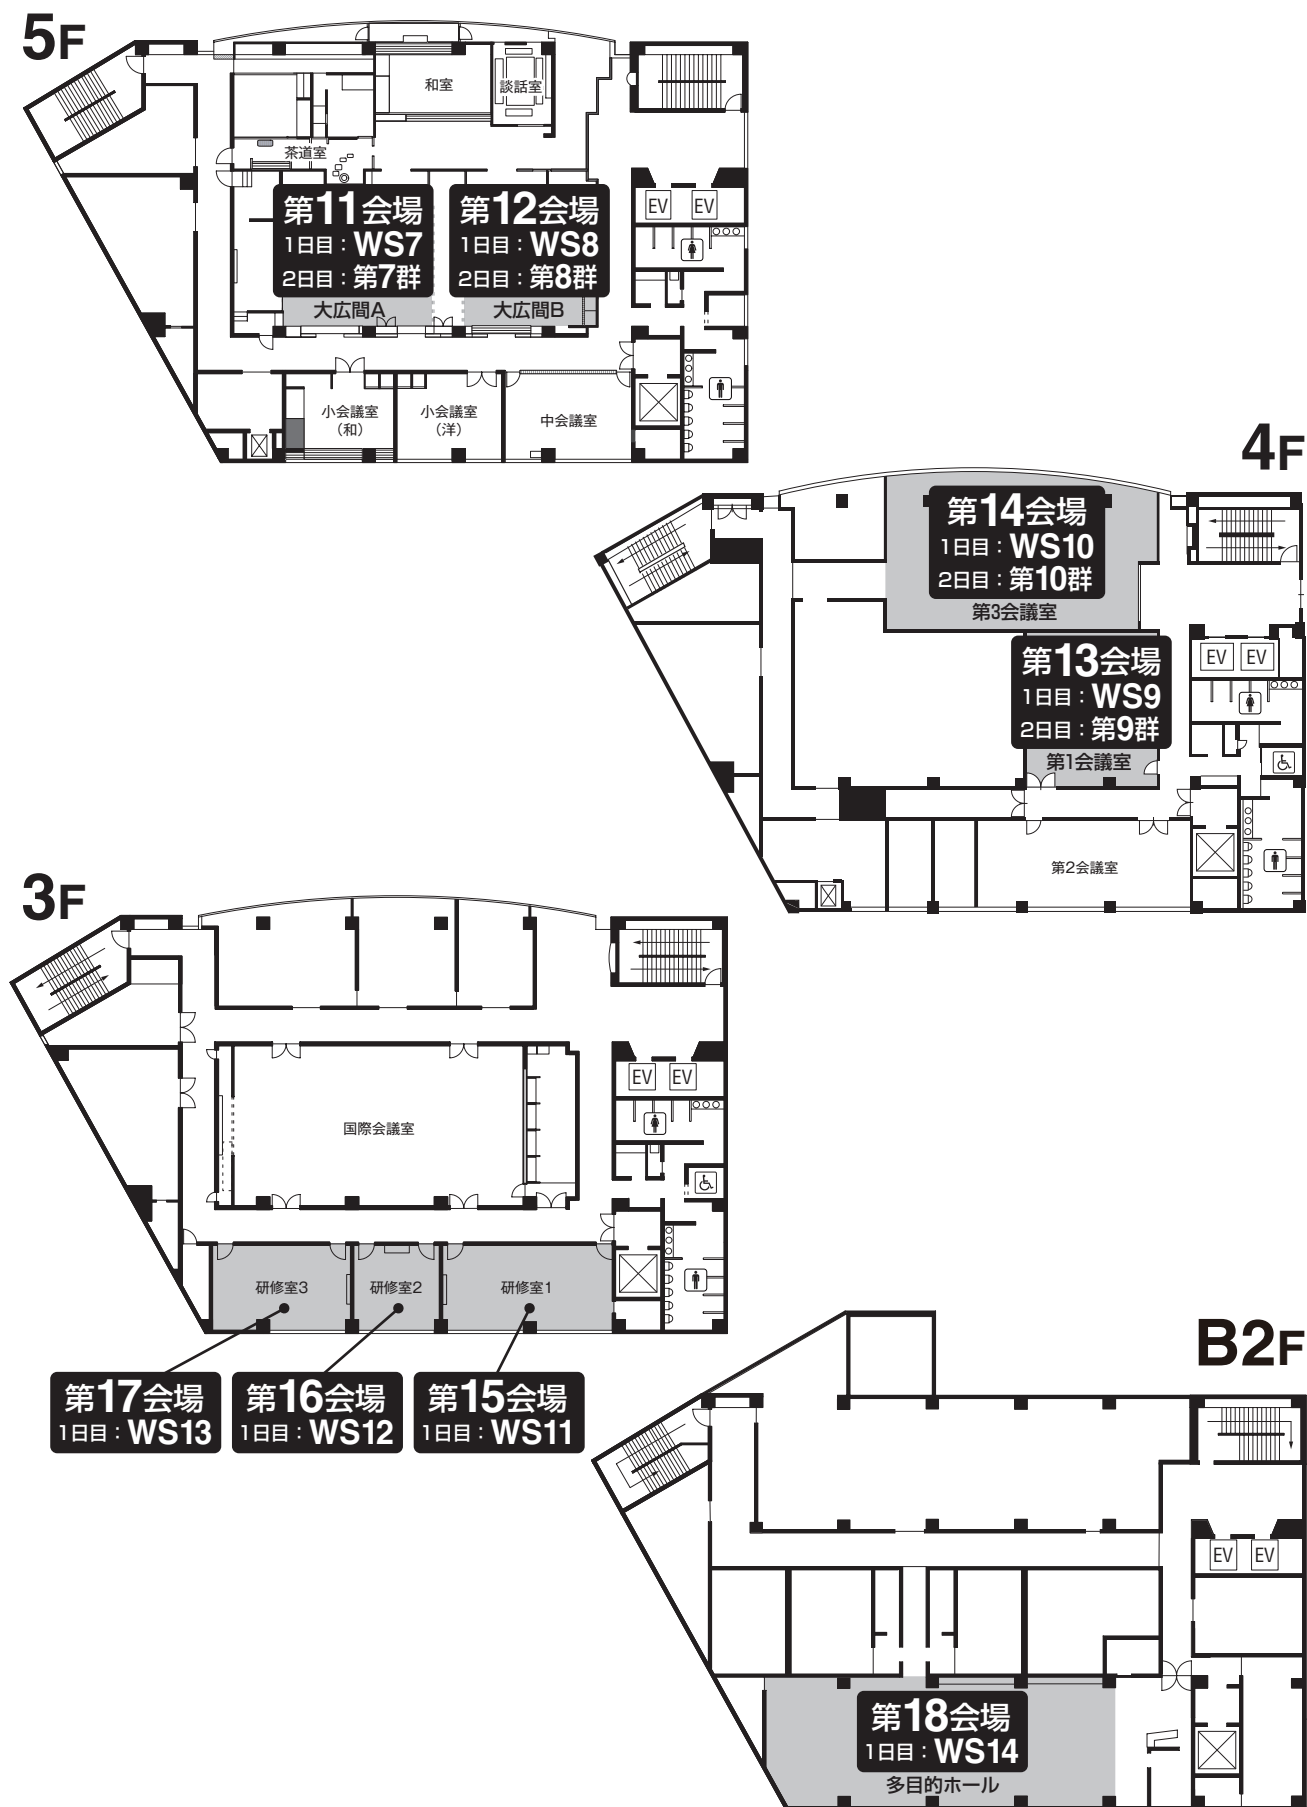 5F
和室
談話室
茶道室
第11会場
1日目：WS7
2日目：第7群
大広間A
第12会場
1日目：WS8
2日目：第8群
大広間B
EV
EV
小会議室
（和）
小会議室
（洋）
中会議室
4F
第14会場
1日目：WS10
2日目：第10群
第3会議室
第13会場
1日目：WS9
2日目：第9群
第1会議室
EV
EV
第2会議室
3F
EV
EV
国際会議室
研修室3
研修室2
研修室1
第17会場
1日目：WS13
第16会場
1日目：WS12
第15会場
1日目：WS11
B2F
EV
EV
第18会場
1日目：WS14
多目的ホール